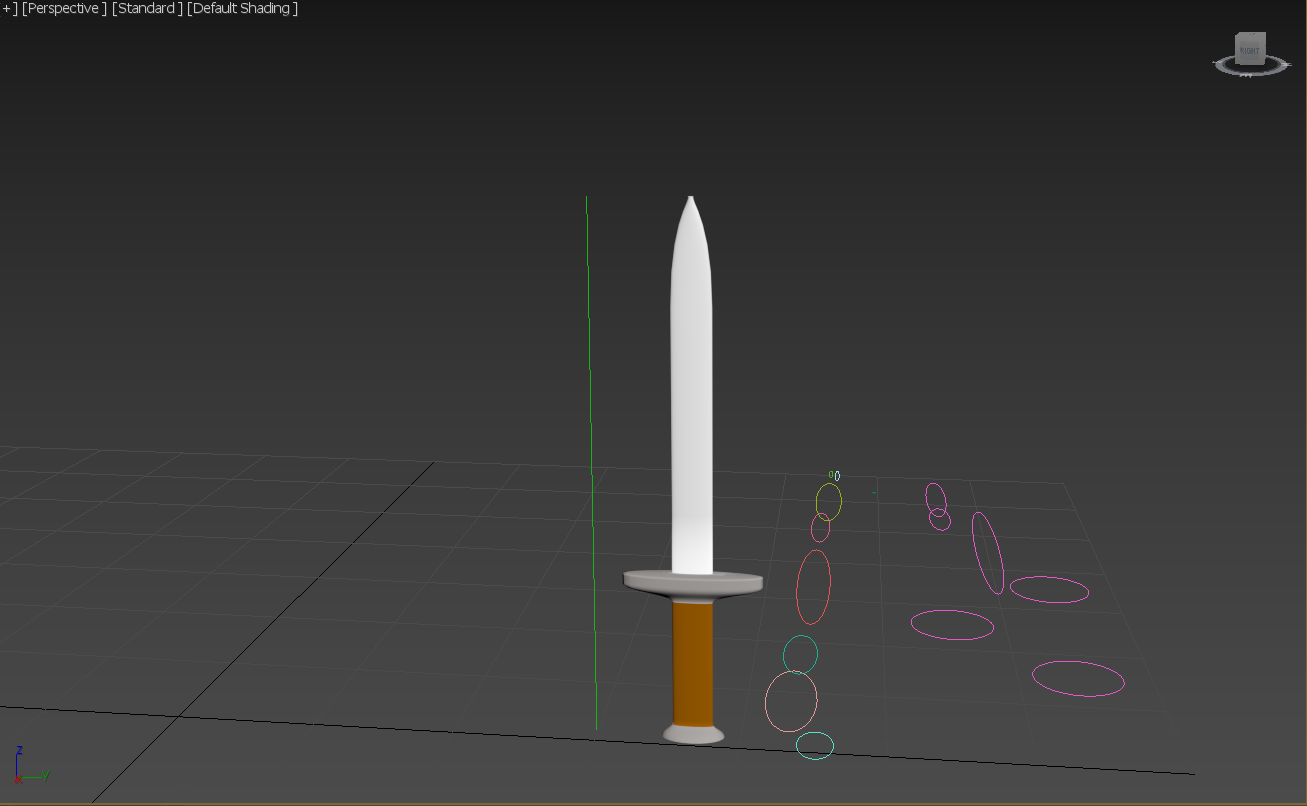 + ] [Perspective ] [Standard ] [Default Shading ]
RIGHT
z
y
x